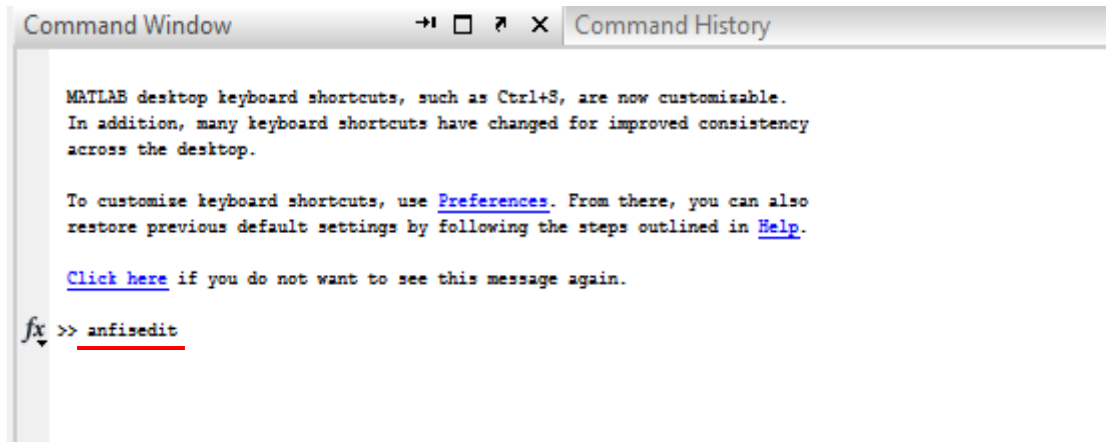 Command Window
Command History
MATLAB desktop keyboard shortcuts, such as Ctrl+S, are now customizable.
In addition, many keyboard shortcuts have changed for improved consistency
across the desktop.
To customize keyboard shortcuts, use Preferences. From there, you can also
restore previous default settings by following the steps outlined in Help.
Click here if you do not want to see this message again.
fx >> anfisedit